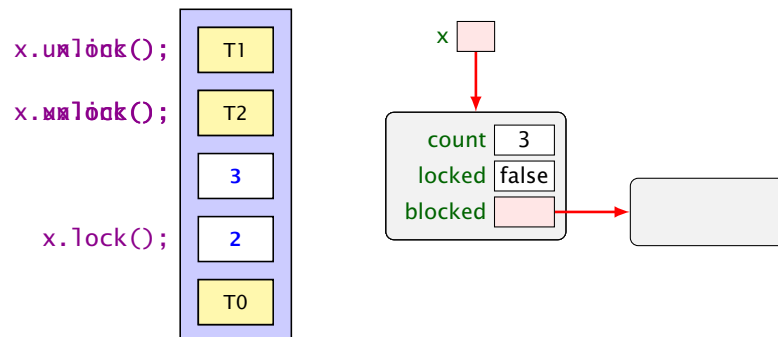 T1
x
T2
count 3
3
locked false
blocked
x.lock(); 2
T0